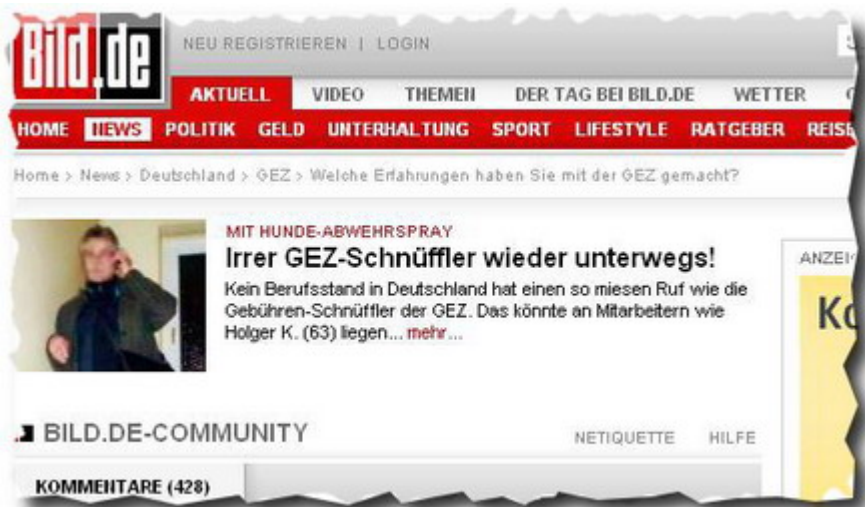 Bild.de
NEU REGISTRIEREN | LOGIN
AKTUELL VIDEO THEMEN DER TAG BEI BILD.DE WETTER
HOME NEWS POLITIK GELD UNTERHALTUNG SPORT LIFESTYLE RATGEBER REISE
Home > News > Deutschland > GEZ > Welche Erfahrungen haben Sie mit der GEZ gemacht?
MIT HUNDE-ABWEHRSPRAY
Irrer GEZ-Schnüffler wieder unterwegs!
Kein Berufsstand in Deutschland hat einen so miesen Ruf wie die
Gebühren-Schnüffler der GEZ. Das könnte an Mitarbeitern wie
Holger K. (63) liegen... mehr...
BILD.DE-COMMUNITY
NETIQUETTE HILFE
KOMMENTARE (428)